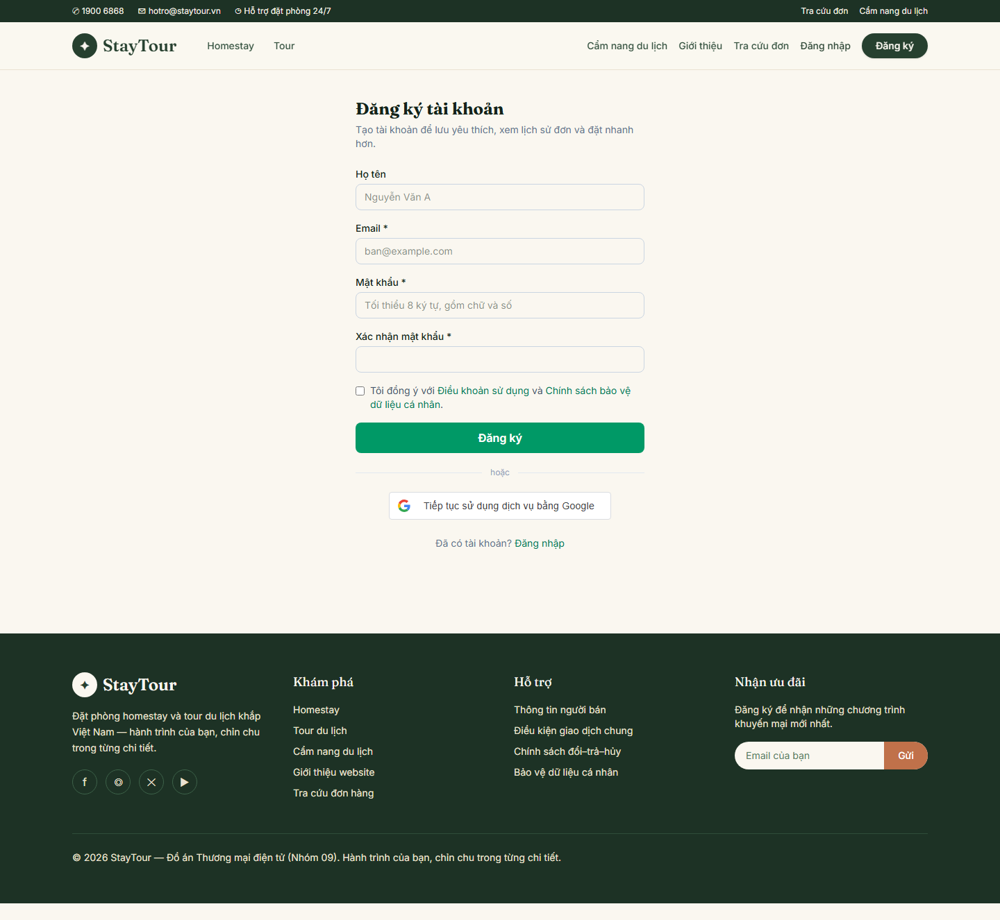 1900 6868
hotro@staytour.vn
Hỗ trợ đặt phòng 24/7
Tra cứu đơn
Cẩm nang du lịch
StayTour
Homestay
Tour
Cẩm nang du lịch
Giới thiệu
Tra cứu đơn
Đăng nhập
Đăng ký
Đăng ký tài khoản
Tạo tài khoản để lưu yêu thích, xem lịch sử đơn và đặt nhanh
hơn.
Họ tên
Nguyễn Văn A
Email *
ban@example.com
Mật khẩu *
Tối thiểu 8 ký tự, gồm chữ và số
Xác nhận mật khẩu *
Tôi đồng ý với Điều khoản sử dụng và Chính sách bảo vệ
dữ liệu cá nhân.
Đăng ký
hoặc
Tiếp tục sử dụng dịch vụ bằng Google
Đã có tài khoản? Đăng nhập
StayTour
Đặt phòng homestay và tour du lịch khắp
Việt Nam — hành trình của bạn, chỉn chu
trong từng chi tiết.
f
Khám phá
Homestay
Tour du lịch
Cẩm nang du lịch
Giới thiệu website
Tra cứu đơn hàng
Hỗ trợ
Thông tin người bán
Điều kiện giao dịch chung
Chính sách đổi–trả–hủy
Bảo vệ dữ liệu cá nhân
Nhận ưu đãi
Đăng ký để nhận những chương trình
khuyến mại mới nhất.
Email của bạn
Gửi
© 2026 StayTour — Đồ án Thương mại điện tử (Nhóm 09). Hành trình của bạn, chỉn chu trong từng chi tiết.